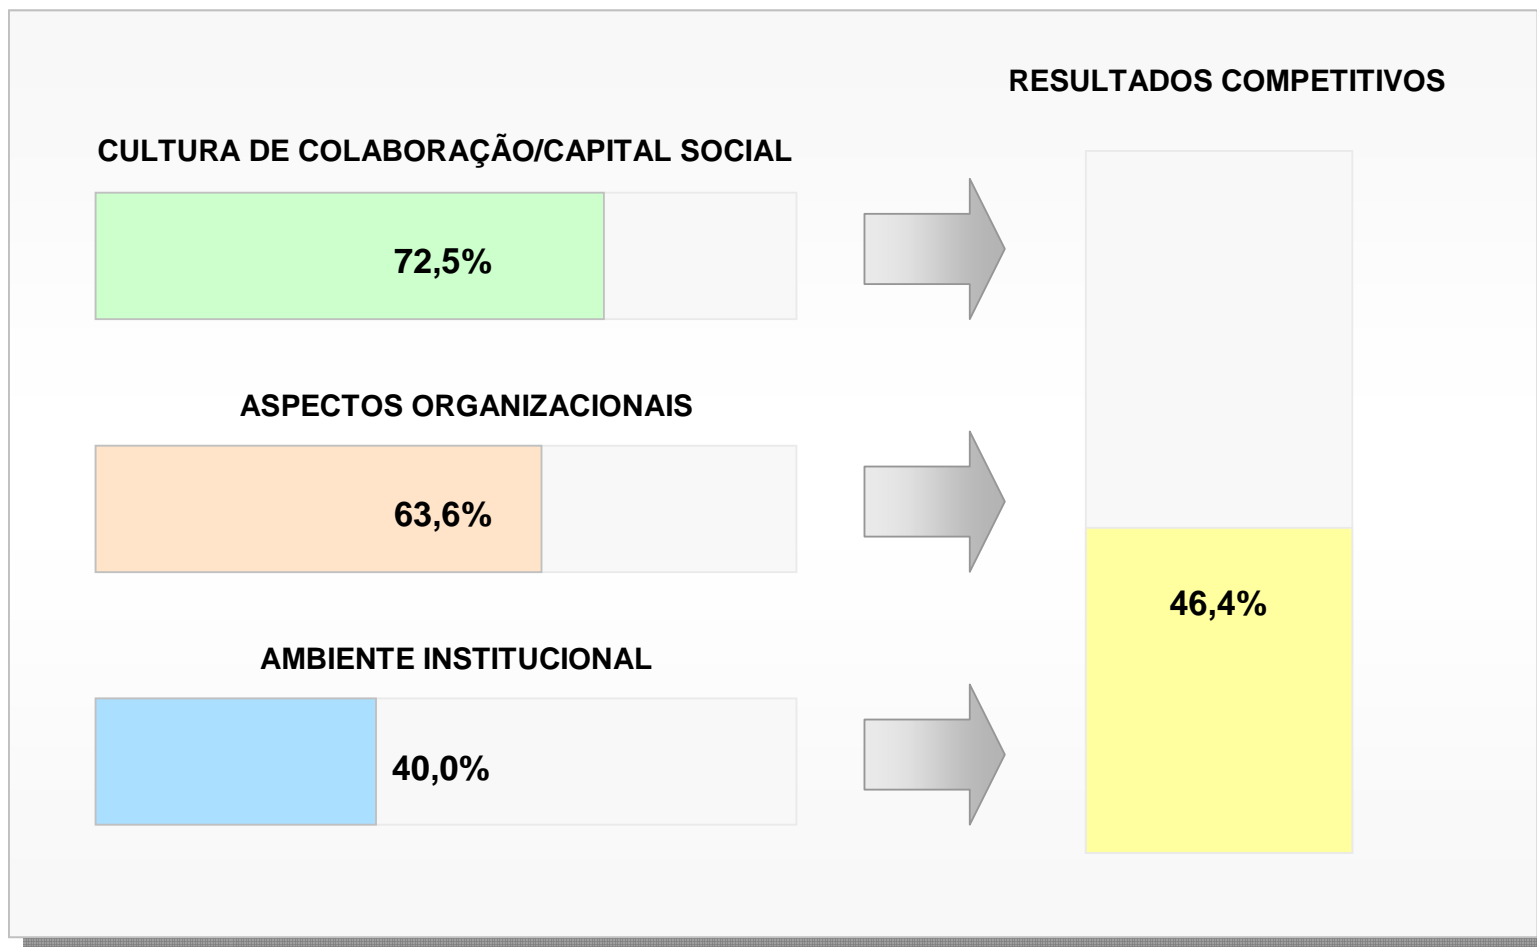 RESULTADOS COMPETITIVOS
CULTURA DE COLABORAÇÃO/CAPITAL SOCIAL
72,5%
ASPECTOS ORGANIZACIONAIS
63,6%
46,4%
AMBIENTE INSTITUCIONAL
40,0%